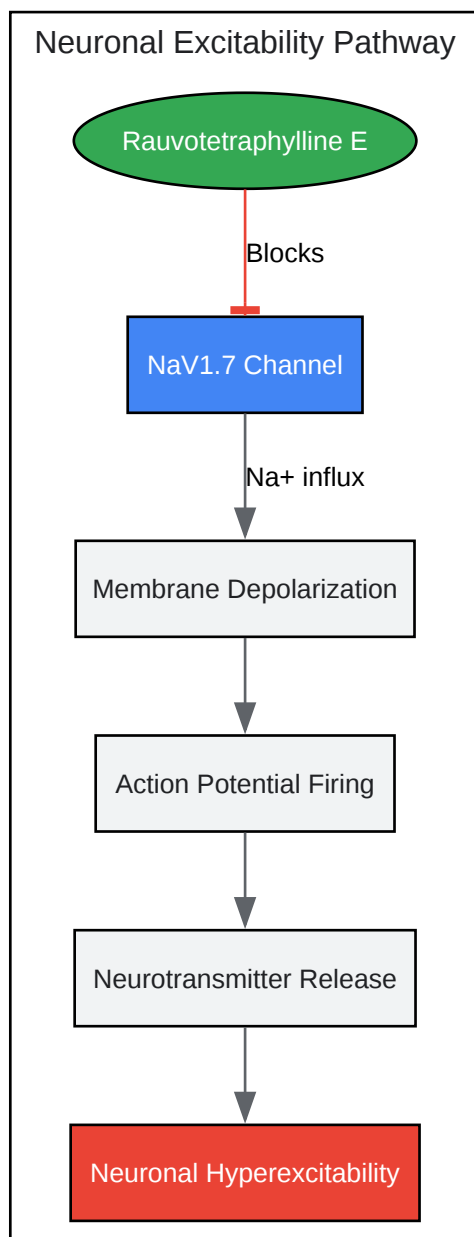 Neuronal Excitability Pathway
Rauvotetraphylline E
Blocks
NaV1.7 Channel
Na+ influx
Membrane Depolarization
Action Potential Firing
Neurotransmitter Release
Neuronal Hyperexcitability